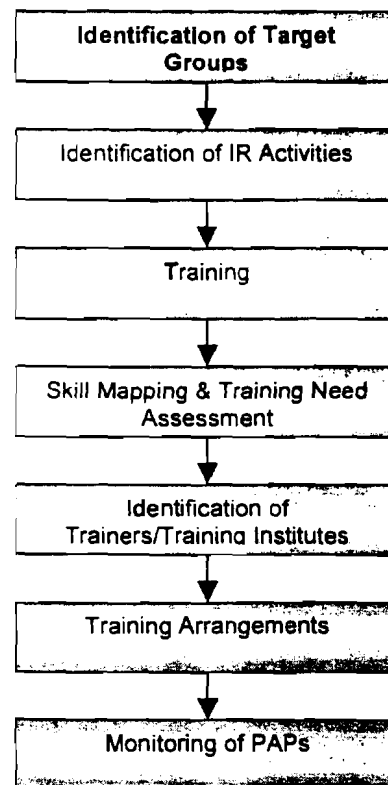 Identification of Target
Groups
Identification of IR Activities
Training
Skill Mapping & Training Need
Assessment
Identification of
Trainers/Training Institutes
Training Arrangements
Monitoring of PAPs